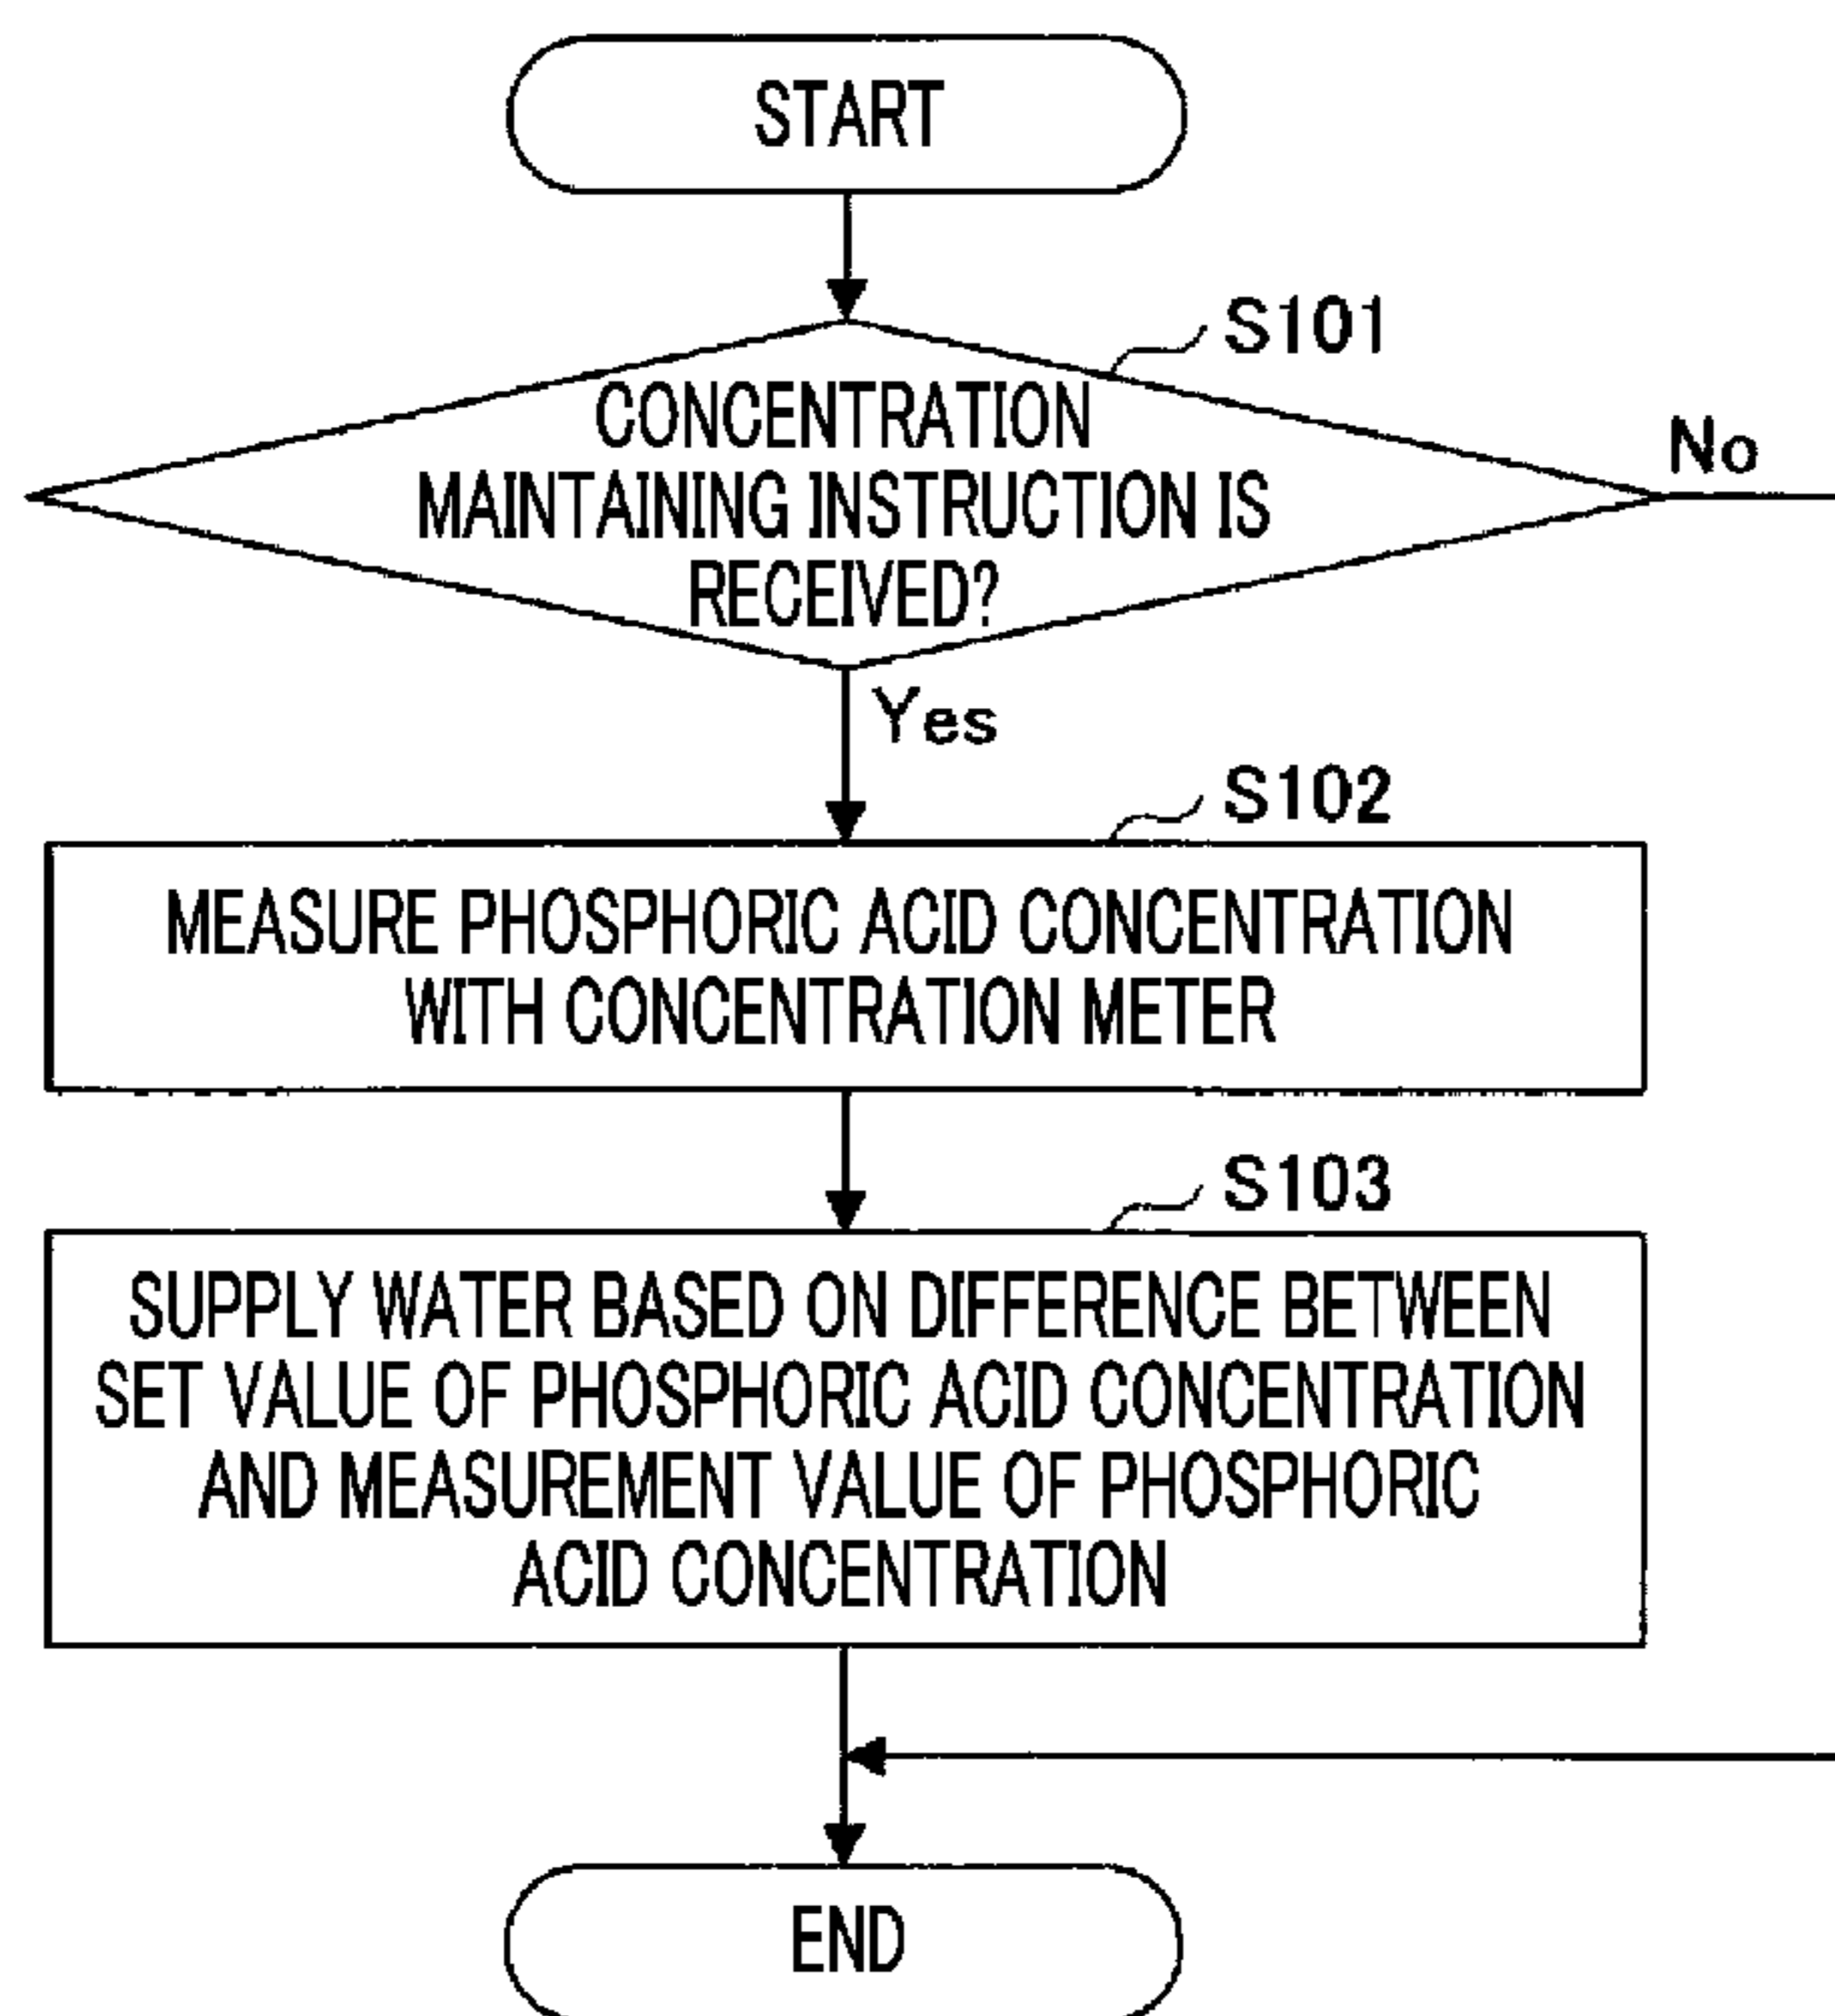 START
S101
CONCENTRATION
MAINTAINING INSTRUCTION IS
RECEIVED?
No
Yes
S102
MEASURE PHOSPHORIC ACID CONCENTRATION
WITH CONCENTRATION METER
S103
SUPPLY WATER BASED ON DIFFERENCE BETWEEN
SET VALUE OF PHOSPHORIC ACID CONCENTRATION
AND MEASUREMENT VALUE OF PHOSPHORIC
ACID CONCENTRATION
END